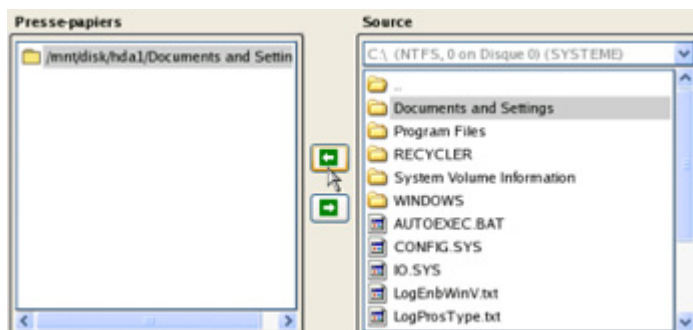 Presse-papiers
/mnt/disk/hda1/Documents and Settin
Source
C:\ (NTFS, 0 on Disque 0) (SYSTEME)
..
Documents and Settings
Program Files
RECYCLER
System Volume Information
WINDOWS
AUTOEXEC.BAT
CONFIG.SYS
IO.SYS
LogEnbWinV.txt
LogProsType.txt